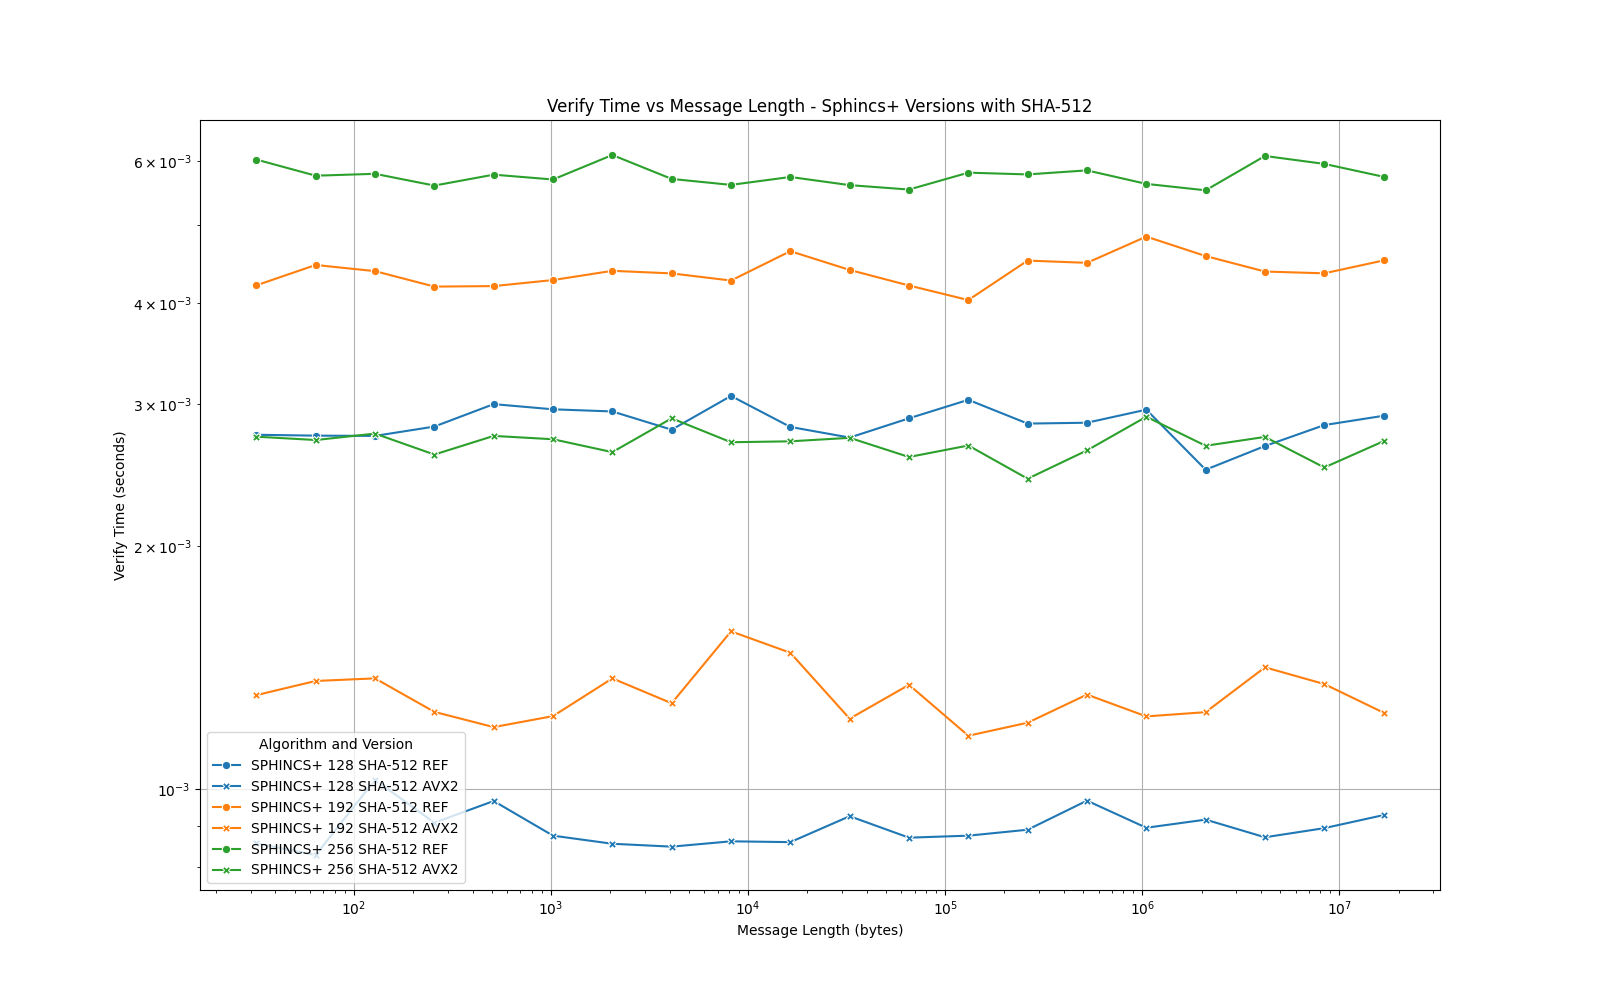 Verify Time vs Message Length - Sphincs+ Versions with SHA-512
Verify Time (seconds)
6 × 10⁻³
4 × 10⁻³
3 × 10⁻³
2 × 10⁻³
10⁻³
Algorithm and Version
SPHINCS+ 128 SHA-512 REF
SPHINCS+ 128 SHA-512 AVX2
SPHINCS+ 192 SHA-512 REF
SPHINCS+ 192 SHA-512 AVX2
SPHINCS+ 256 SHA-512 REF
SPHINCS+ 256 SHA-512 AVX2
10² 10³ 10⁴ 10⁵ 10⁶ 10⁷
Message Length (bytes)